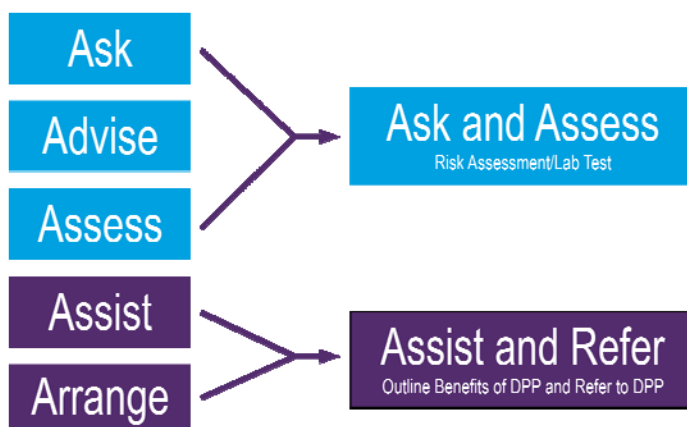 Ask
Advise
Assess
Assist
Arrange
Ask and Assess
Risk Assessment/Lab Test
Assist and Refer
Outline Benefits of DPP and Refer to DPP